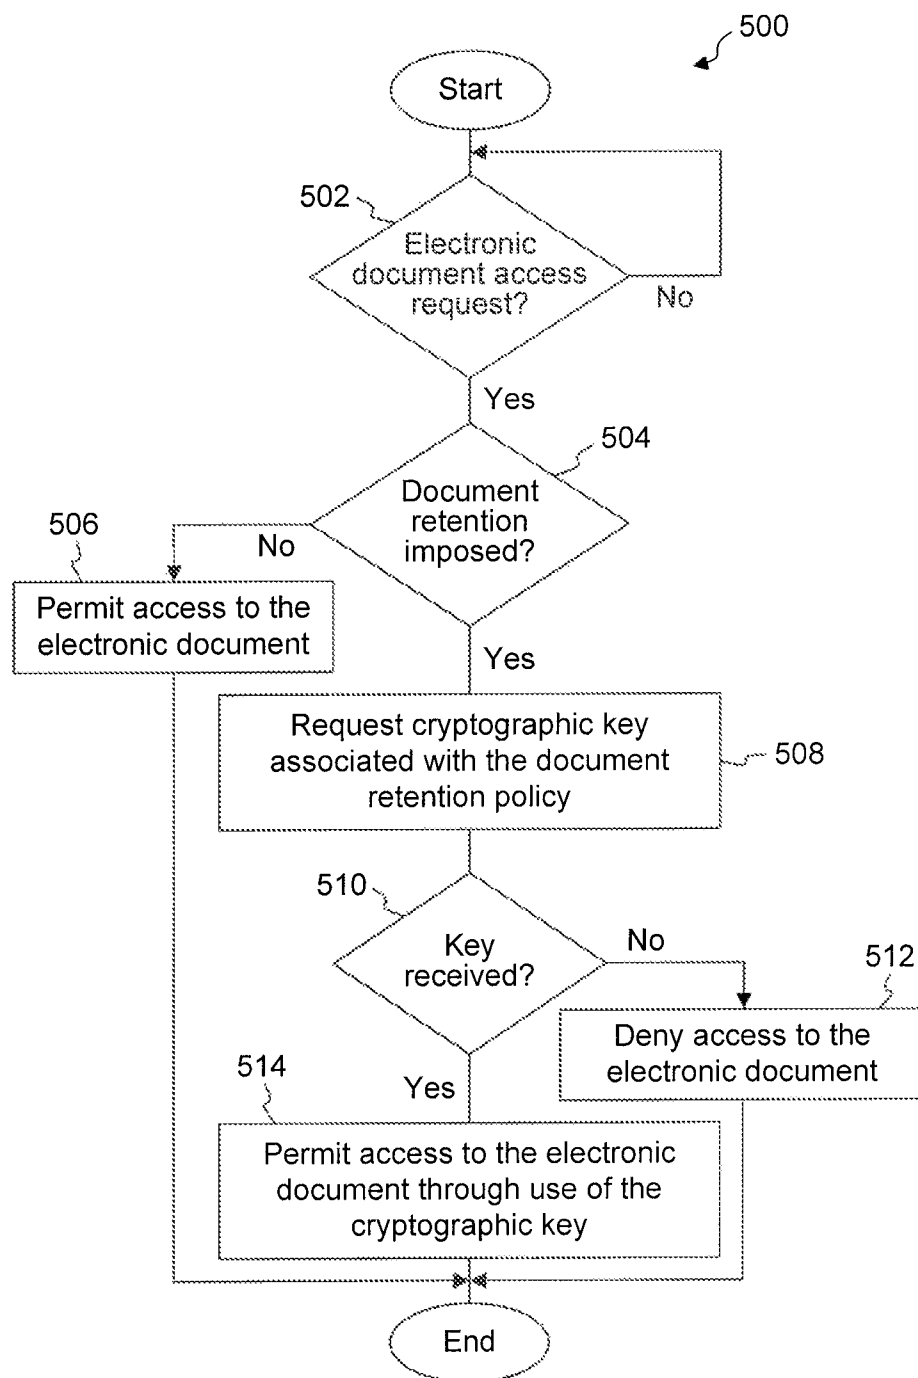 500
Start
502
Electronic
document access
request?
No
Yes
504
Document
retention
imposed?
506
No
Permit access to the
electronic document
Yes
Request cryptographic key
associated with the document
retention policy
508
510
Key
received?
No
512
Deny access to the
electronic document
514
Yes
Permit access to the electronic
document through use of the
cryptographic key
End